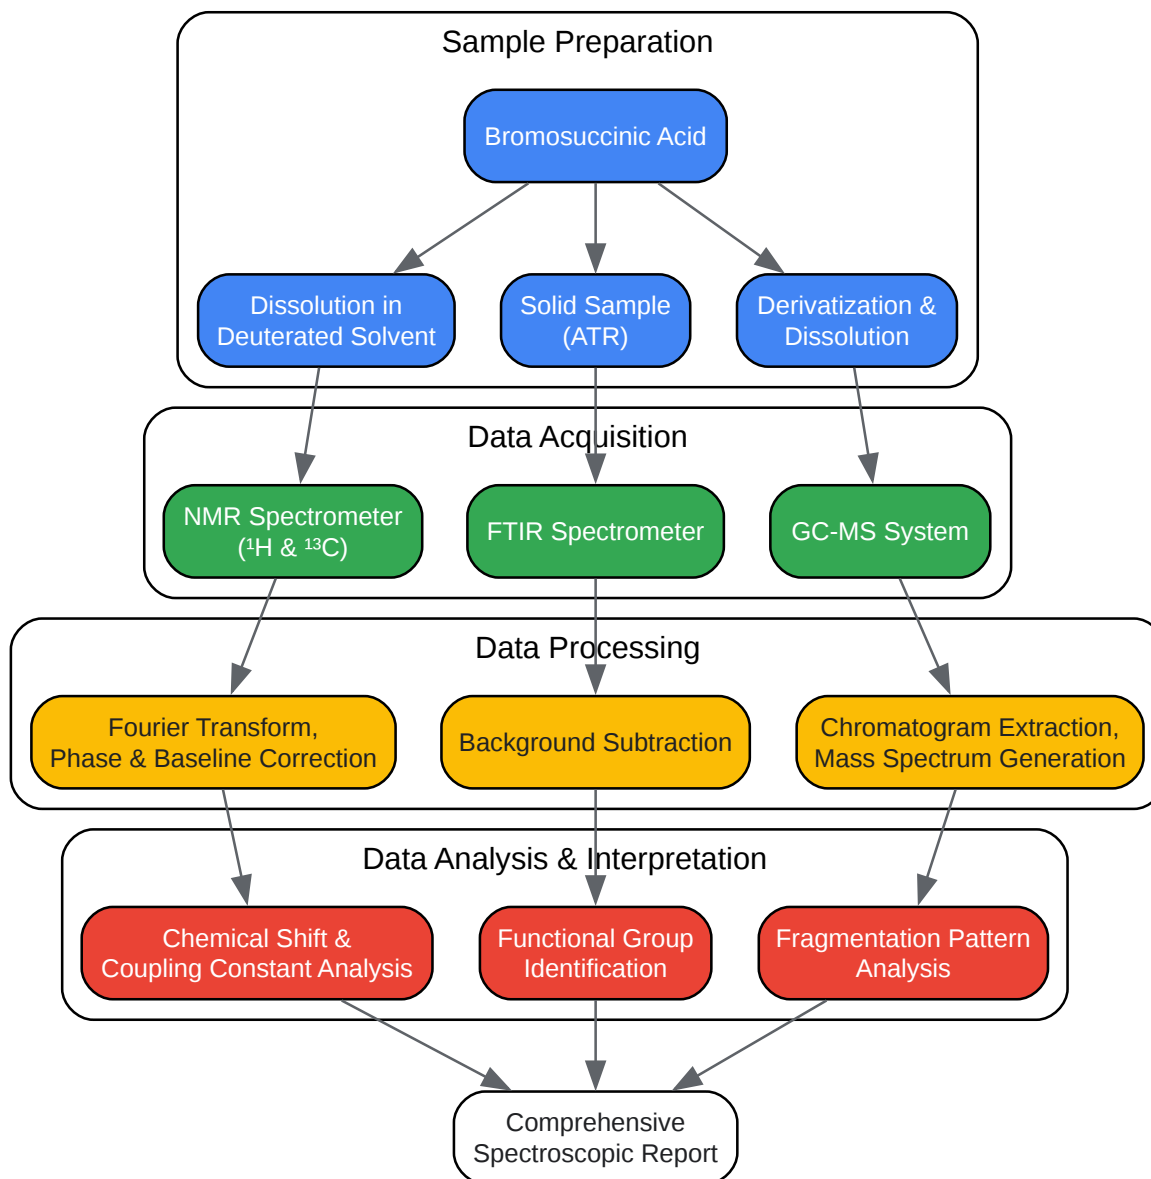 Sample Preparation
Bromosuccinic Acid
Dissolution in
Deuterated Solvent
Solid Sample
(ATR)
Derivatization &
Dissolution
Data Acquisition
NMR Spectrometer
(¹H & ¹³C)
FTIR Spectrometer
GC-MS System
Data Processing
Fourier Transform,
Phase & Baseline Correction
Background Subtraction
Chromatogram Extraction,
Mass Spectrum Generation
Data Analysis & Interpretation
Chemical Shift &
Coupling Constant Analysis
Functional Group
Identification
Fragmentation Pattern
Analysis
Comprehensive
Spectroscopic Report